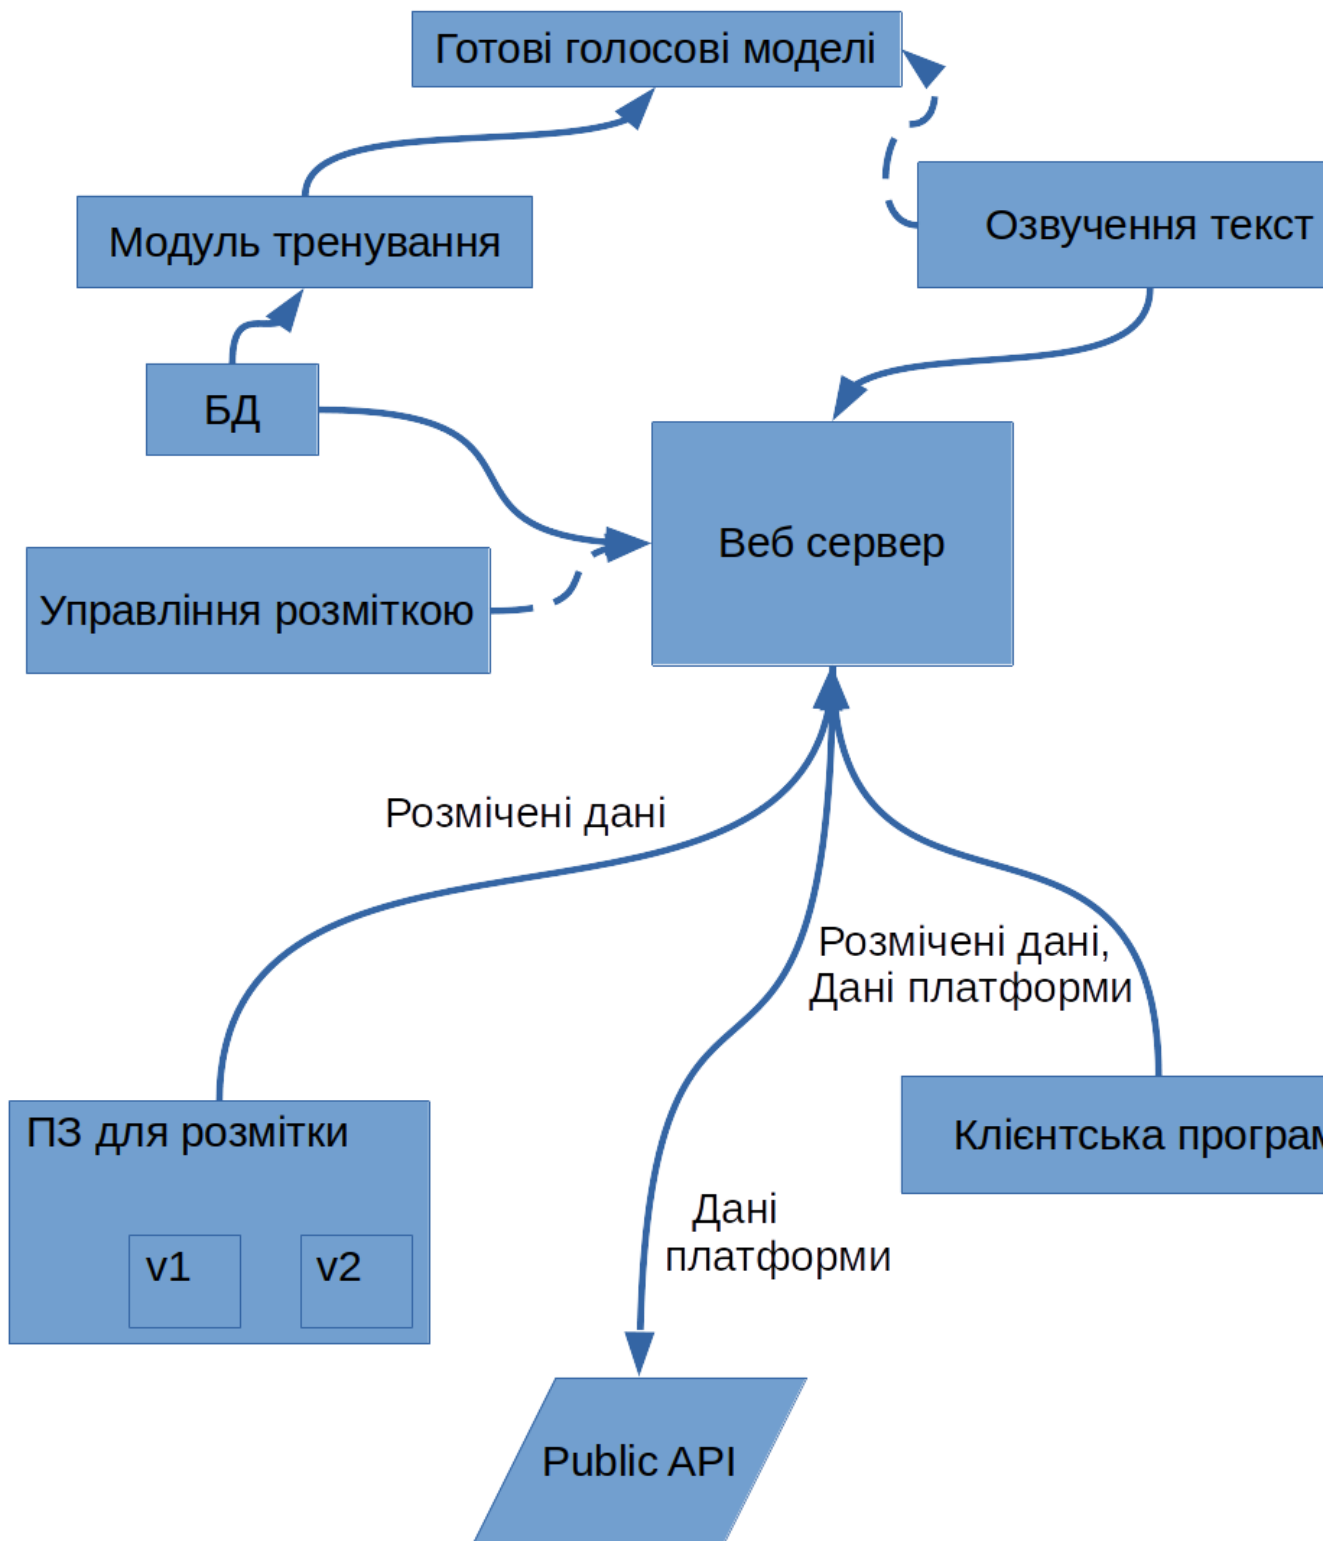 Готові голосові моделі
Озвучення текст
Модуль тренування
БД
Веб сервер
Управління розміткою
Розмічені дані
Розмічені дані,
Дані платформи
ПЗ для розмітки
Клієнтська програм
Дані
платформи
v1
v2
Public API